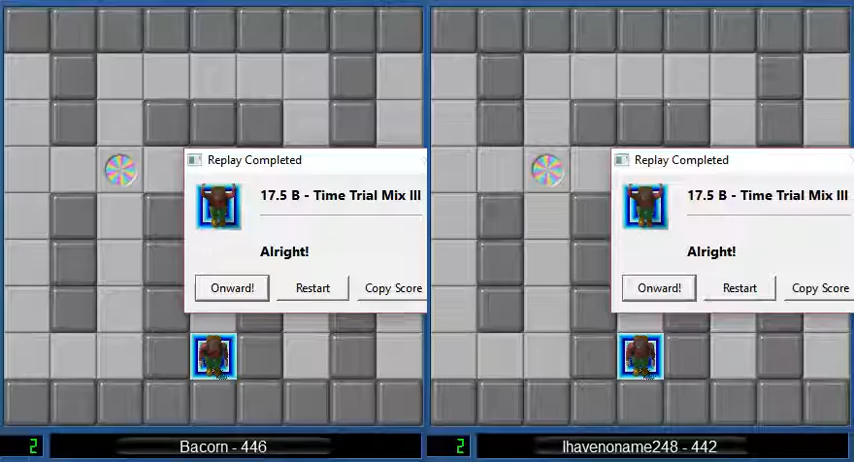 Replay Completed
17.5 B - Time Trial Mix III
Alright!
Onward!
Restart
Copy Score
2
Bacorn - 446
Replay Completed
17.5 B - Time Trial Mix III
Alright!
Onward!
Restart
Copy Score
2
Ihavenoname248 - 442